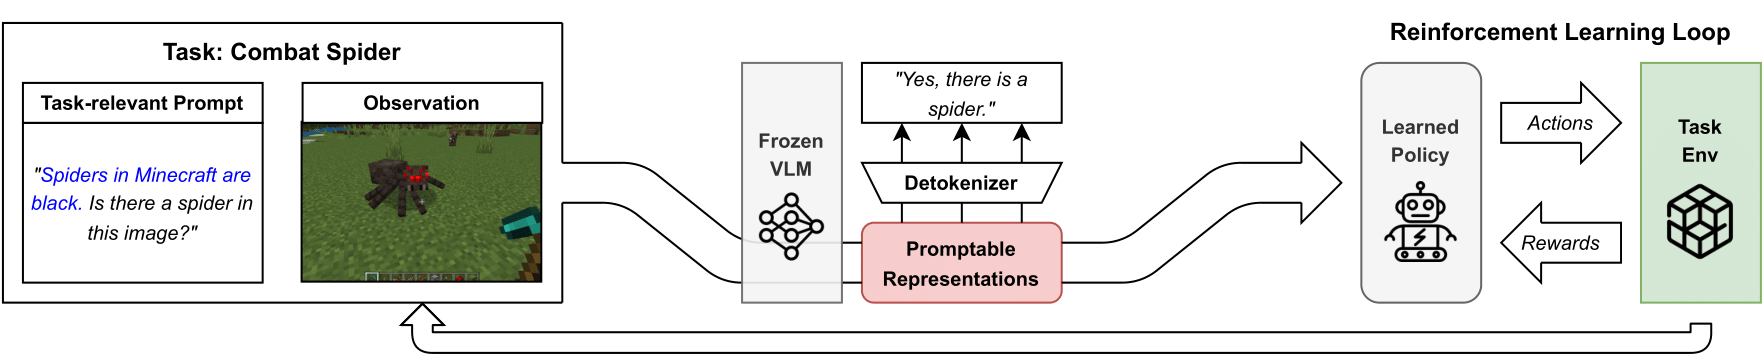 Task: Combat Spider
Task-relevant Prompt
"Spiders in Minecraft are
black. Is there a spider in
this image?"
Observation
Frozen
VLM
"Yes, there is a
spider."
Detokenizer
Promptable
Representations
Reinforcement Learning Loop
Learned
Policy
Actions
Rewards
Task
Env